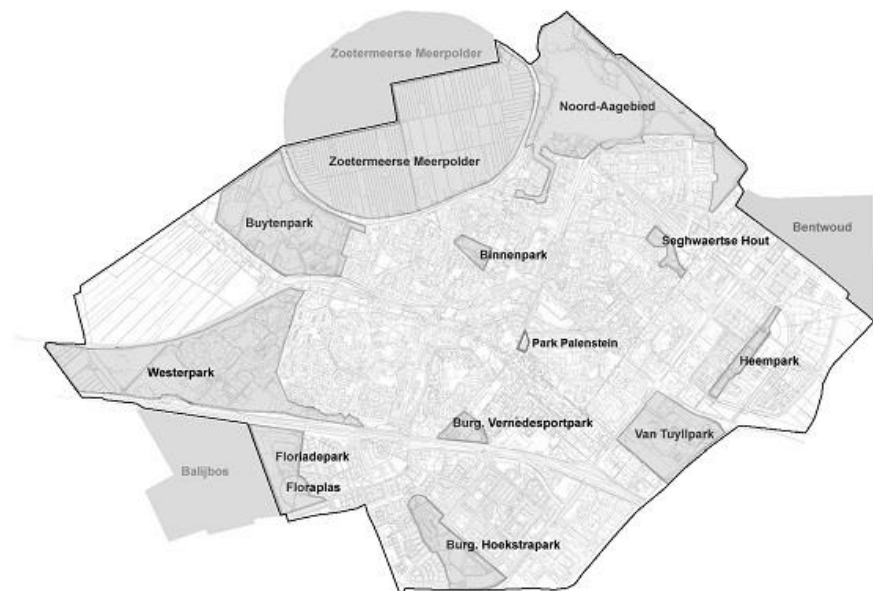 Zoetermeerse Meerpolder
Noord-Aagebied
Zoetermeerse Meerpolder
Buytenpark
Bentwoud
Seghwaertse Hout
Binnenpark
Park Palenstein
Heempark
Westerpark
Burg. Vernedesportpark
Van Tuyllpark
Floriadepark
Balijbos
Floraplas
Burg. Hoekstrapark